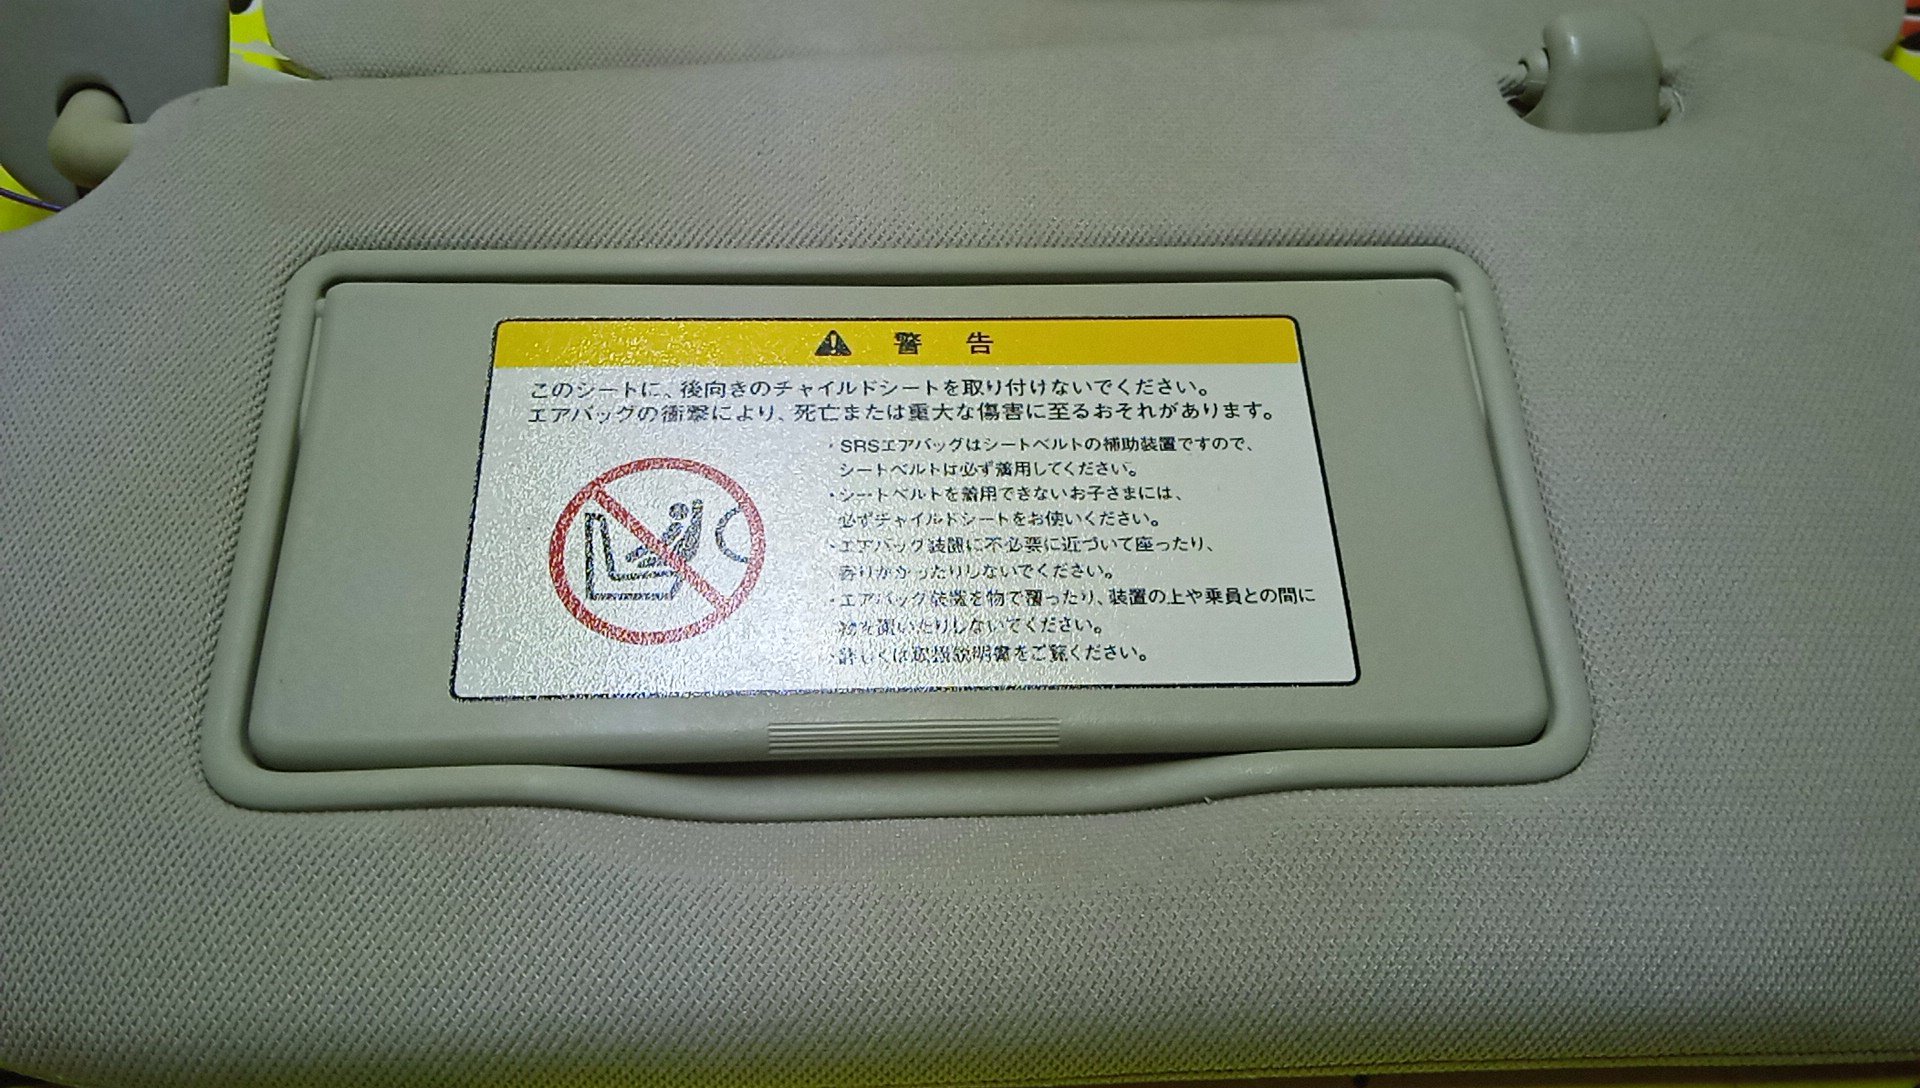 警 告
このシートに、後向きのチャイルドシートを取り付けないでください。
エアバッグの衝撃により、死亡または重大な傷害に至るおそれがあります。
・SRSエアバッグはシートベルトの補助装置ですので、
シートベルトは必ず着用してください。
・シートベルトを着用できないお子さまには、
必ずチャイルドシートをお使いください。
・エアバッグ装置に不必要に近づいて座ったり、
寄りかかったりしないでください。
・エアバッグ装置を物で覆ったり、装置の上や乗員との間に
物を置いたりしないでください。
・詳しくは取扱説明書をご覧ください。